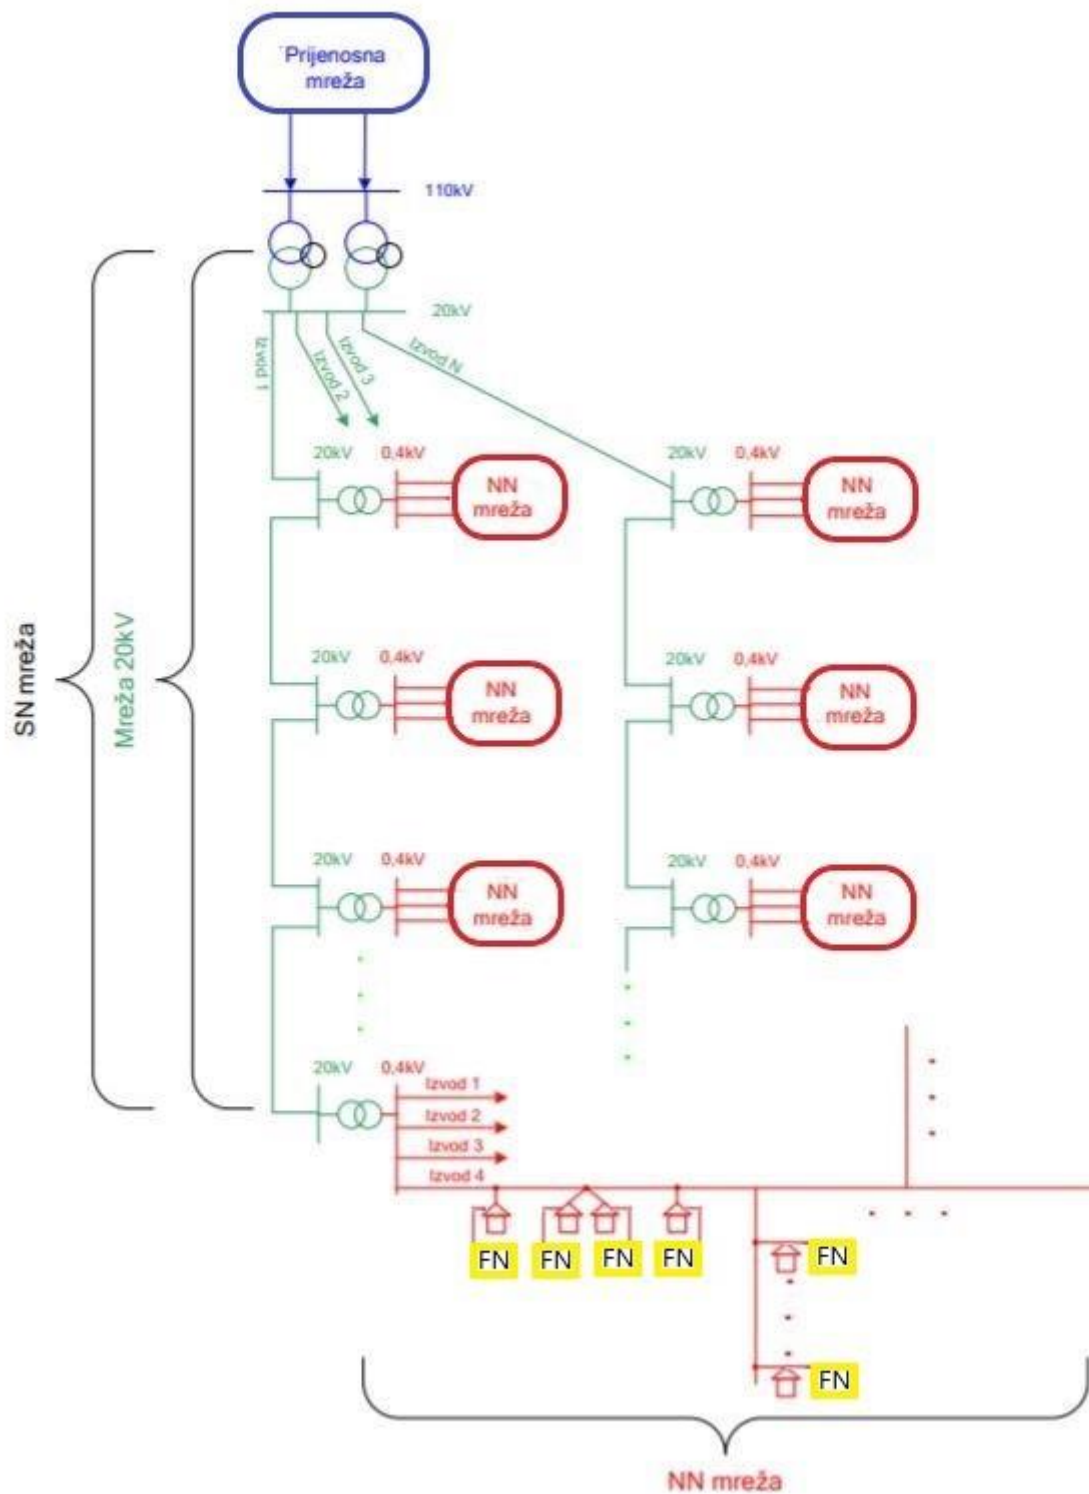 Prijenosna
mreža
110kV
20kV
Izvod 1
Izvod 2
Izvod 3
Izvod N
20kV 0,4kV
NN
mreža
20kV 0,4kV
NN
mreža
20kV 0,4kV
NN
mreža
20kV 0,4kV
NN
mreža
20kV 0,4kV
NN
mreža
20kV 0,4kV
NN
mreža
SN mreža
Mreža 20kV
20kV 0,4kV
Izvod 1
Izvod 2
Izvod 3
Izvod 4
FN FN FN FN
FN
FN
NN mreža